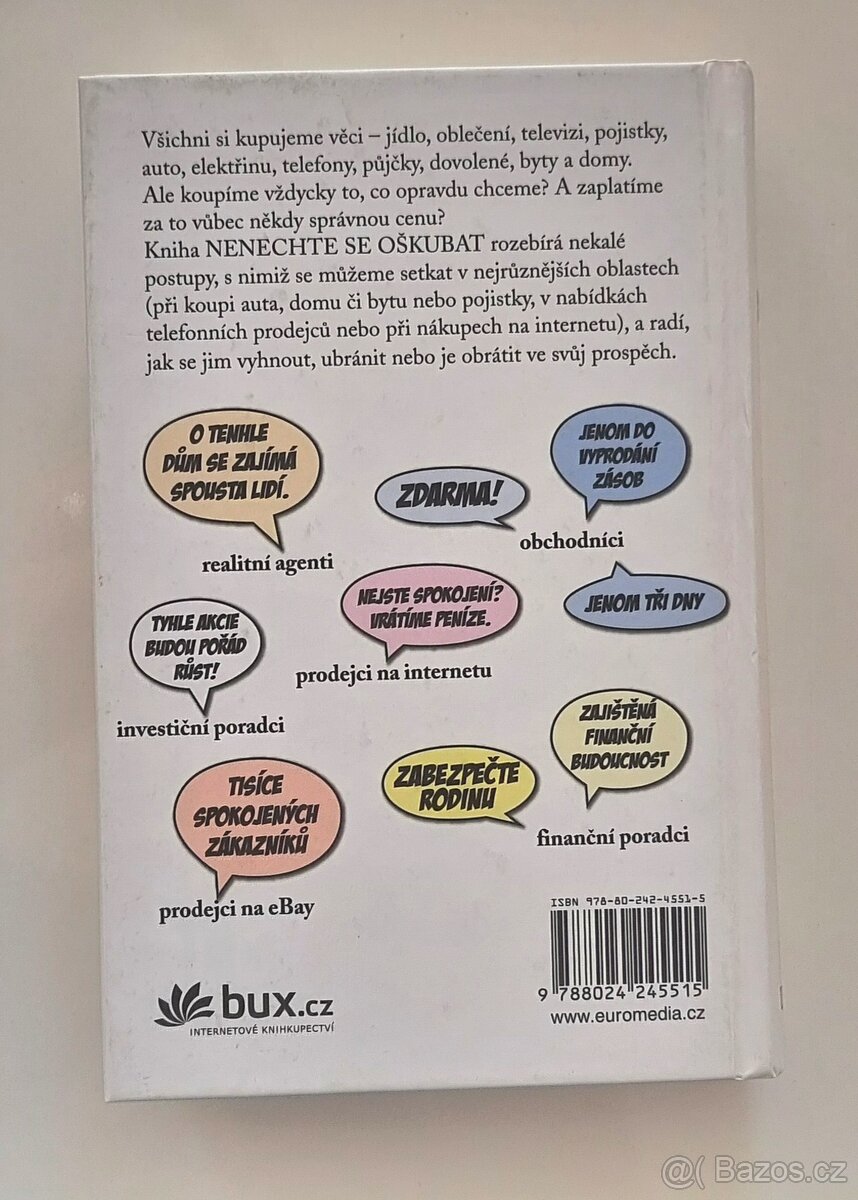 Všichni si kupujeme věci – jídlo, oblečení, televizi, pojistky,
auto, elektřinu, telefony, půjčky, dovolené, byty a domy.
Ale koupíme vždycky to, co opravdu chceme? A zaplatíme
za to vůbec někdy správnou cenu?
Kniha NENECHTE SE OŠKUBAT rozebírá nekalé
postupy, s nimiž se můžeme setkat v nejrůznějších oblastech
(při koupi auta, domu či bytu nebo pojistky, v nabídkách
telefonních prodejců nebo při nákupech na internetu), a radí,
jak se jim vyhnout, ubránit nebo je obrátit ve svůj prospěch.
O TENHLE
DŮM SE ZAJÍMÁ
SPOUSTA LIDÍ.
realitní agenti
ZDARMA!
JENOM DO
VYPRODÁNÍ
ZÁSOB
obchodníci
JENOM TŘI DNY
NEJSTE SPOKOJENÍ?
VRÁTÍME PENÍZE.
prodejci na internetu
TYHLE AKCIE
BUDOU POŘÁD
RŮST!
investiční poradci
ZAJIŠTĚNÁ
FINANČNÍ
BUDOUCNOST
ZABEZPEČTE
RODINU
finanční poradci
TISÍCE
SPOKOJENÝCH
ZÁKAZNÍKŮ
prodejci na eBay
bux.cz
INTERNETOVÉ KNIHKUPECTVÍ
ISBN 978-80-242-4551-5
9 788024 245515
www.euromedia.cz
@( Bazos.cz